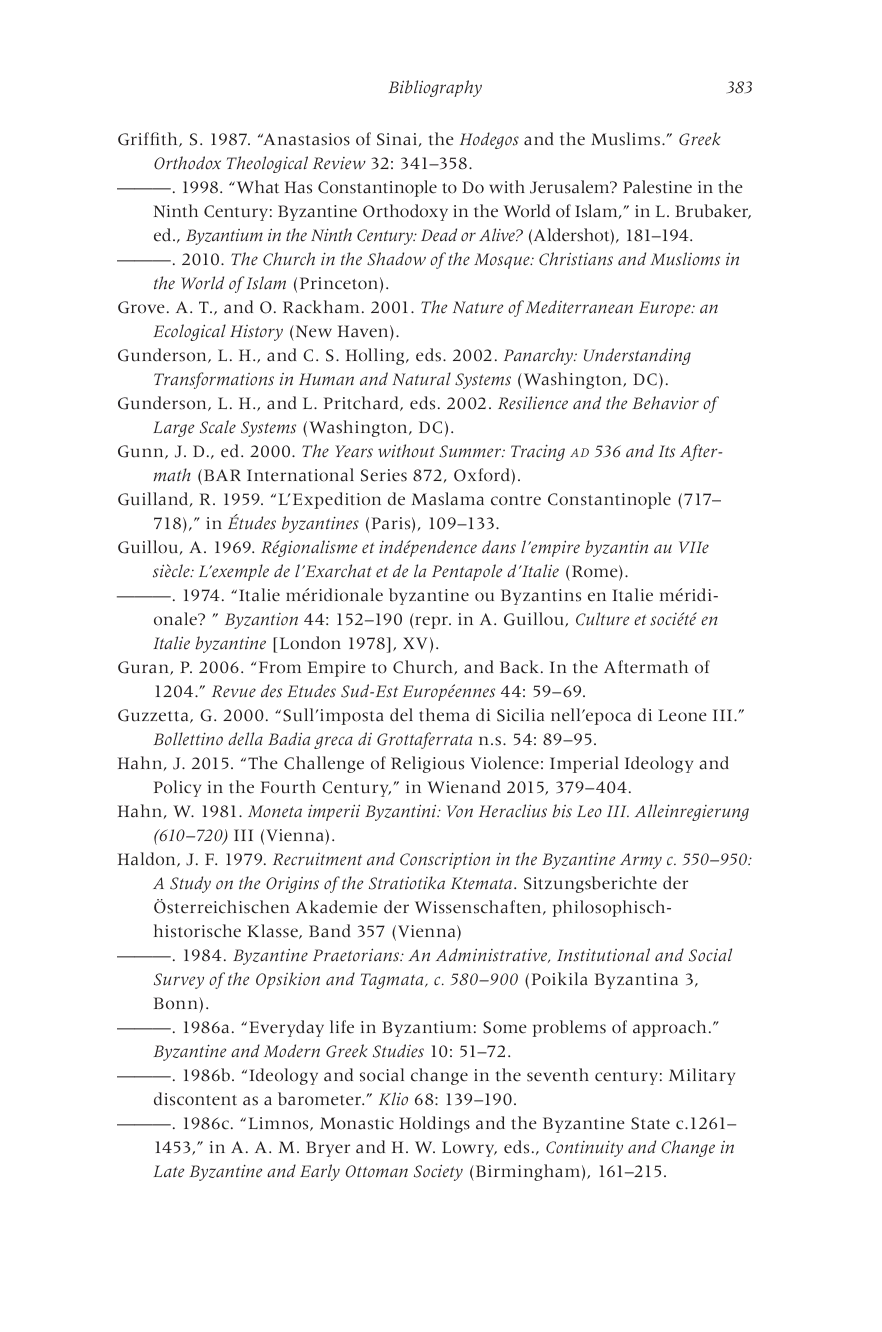 Bibliography 383
Griffith, S. 1987. “Anastasios of Sinai, the Hodegos and the Muslims.” Greek
Orthodox Theological Review 32: 341–358.
———. 1998. “What Has Constantinople to Do with Jerusalem? Palestine in the
Ninth Century: Byzantine Orthodoxy in the World of Islam,” in L. Brubaker,
ed., Byzantium in the Ninth Century: Dead or Alive? (Aldershot), 181–194.
———. 2010. The Church in the Shadow of the Mosque: Christians and Muslioms in
the World of Islam (Princeton).
Grove. A. T., and O. Rackham. 2001. The Nature of Mediterranean Europe: an
Ecological History (New Haven).
Gunderson, L. H., and C. S. Holling, eds. 2002. Panarchy: Understanding
Transformations in Human and Natural Systems (Washington, DC).
Gunderson, L. H., and L. Pritchard, eds. 2002. Resilience and the Behavior of
Large Scale Systems (Washington, DC).
Gunn, J. D., ed. 2000. The Years without Summer: Tracing AD 536 and Its After-
math (BAR International Series 872, Oxford).
Guilland, R. 1959. “L’Expedition de Maslama contre Constantinople (717–
718),” in Études byzantines (Paris), 109–133.
Guillou, A. 1969. Régionalisme et indépendence dans l’empire byzantin au VIIe
siècle: L’exemple de l’Exarchat et de la Pentapole d’Italie (Rome).
———. 1974. “Italie méridionale byzantine ou Byzantins en Italie méridi-
onale? ” Byzantion 44: 152–190 (repr. in A. Guillou, Culture et société en
Italie byzantine [London 1978], XV).
Guran, P. 2006. “From Empire to Church, and Back. In the Aftermath of
1204.” Revue des Etudes Sud-Est Européennes 44: 59–69.
Guzzetta, G. 2000. “Sull’imposta del thema di Sicilia nell’epoca di Leone III.”
Bollettino della Badia greca di Grottaferrata n.s. 54: 89–95.
Hahn, J. 2015. “The Challenge of Religious Violence: Imperial Ideology and
Policy in the Fourth Century,” in Wienand 2015, 379–404.
Hahn, W. 1981. Moneta imperii Byzantini: Von Heraclius bis Leo III. Alleinregierung
(610–720) III (Vienna).
Haldon, J. F. 1979. Recruitment and Conscription in the Byzantine Army c. 550–950:
A Study on the Origins of the Stratiotika Ktemata. Sitzungsberichte der
Österreichischen Akademie der Wissenschaften, philosophisch-
historische Klasse, Band 357 (Vienna)
———. 1984. Byzantine Praetorians: An Administrative, Institutional and Social
Survey of the Opsikion and Tagmata, c. 580–900 (Poikila Byzantina 3,
Bonn).
———. 1986a. “Everyday life in Byzantium: Some problems of approach.”
Byzantine and Modern Greek Studies 10: 51–72.
———. 1986b. “Ideology and social change in the seventh century: Military
discontent as a barometer.” Klio 68: 139–190.
———. 1986c. “Limnos, Monastic Holdings and the Byzantine State c.1261–
1453,” in A. A. M. Bryer and H. W. Lowry, eds., Continuity and Change in
Late Byzantine and Early Ottoman Society (Birmingham), 161–215.